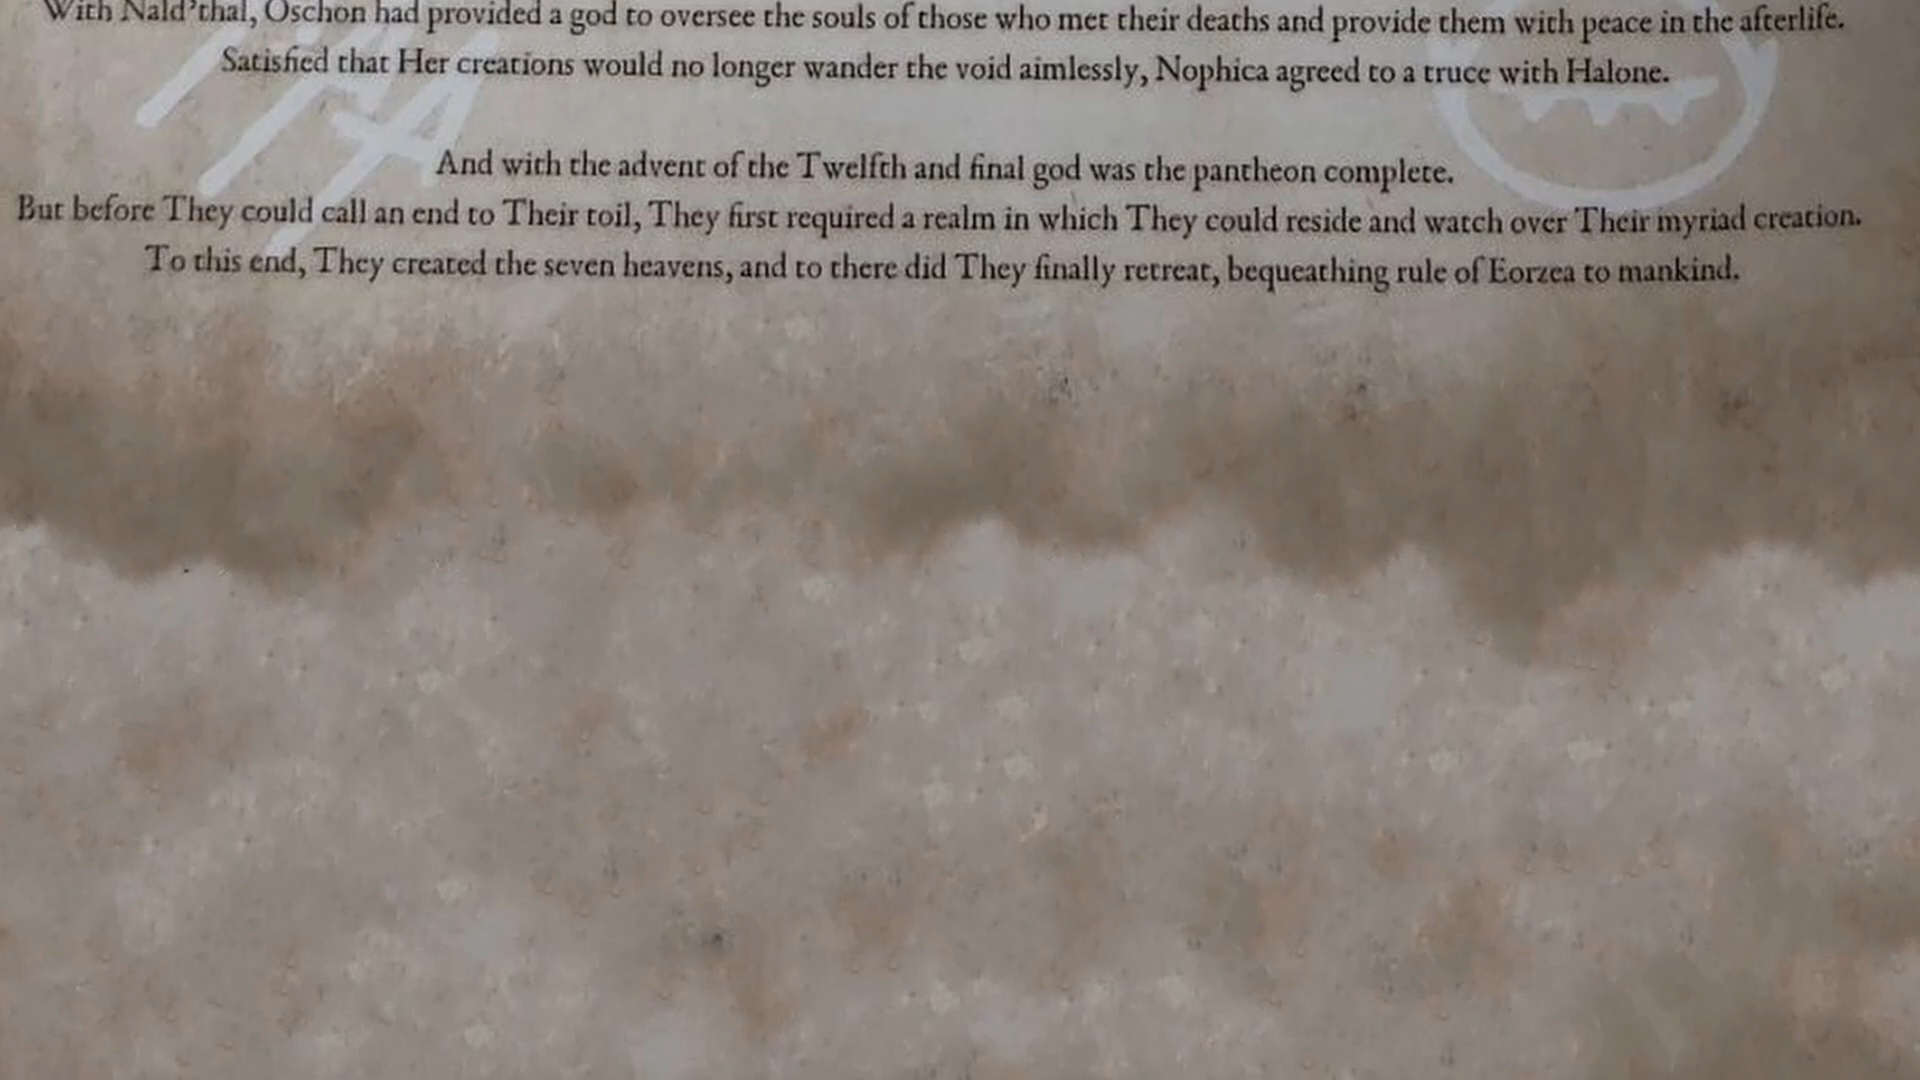 With Nald'thal, Oschon had provided a god to oversee the souls of those who met their deaths and provide them with peace in the afterlife.
Satisfied that Her creations would no longer wander the void aimlessly, Nophica agreed to a truce with Halone.
And with the advent of the Twelfth and final god was the pantheon complete.
But before They could call an end to Their toil, They first required a realm in which They could reside and watch over Their myriad creation.
To this end, They created the seven heavens, and to there did They finally retreat, bequeathing rule of Eorzea to mankind.